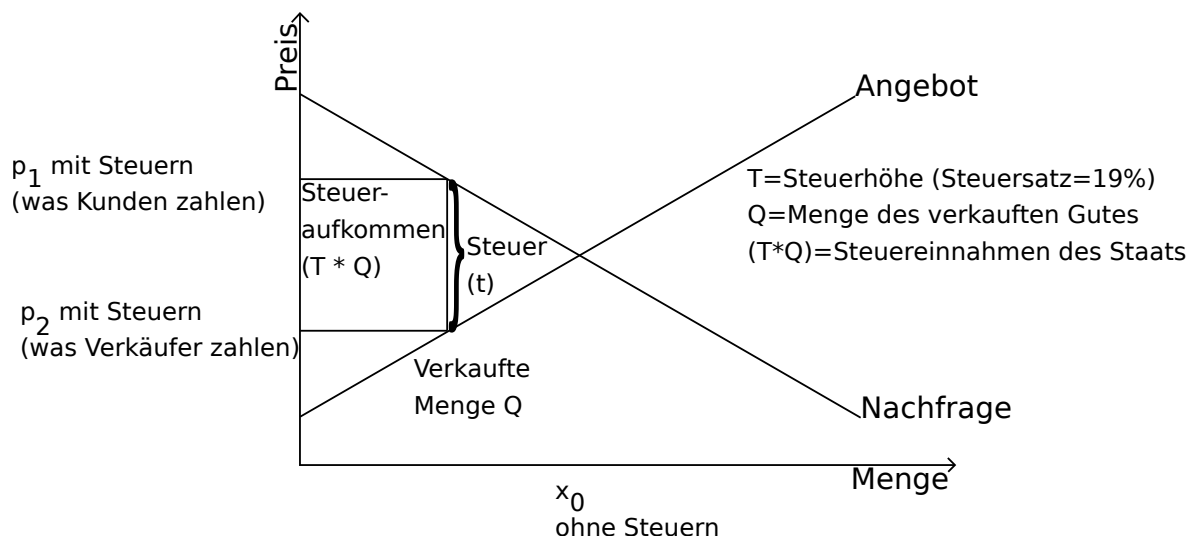 Preis
Angebot
p1 mit Steuern
(was Kunden zahlen)
Steuer-
aufkommen
(T * Q)
Steuer
(t)
T=Steuerhöhe (Steuersatz=19%)
Q=Menge des verkauften Gutes
(T*Q)=Steuereinnahmen des Staats
p2 mit Steuern
(was Verkäufer zahlen)
Verkaufte
Menge Q
Nachfrage
Menge
x0
ohne Steuern